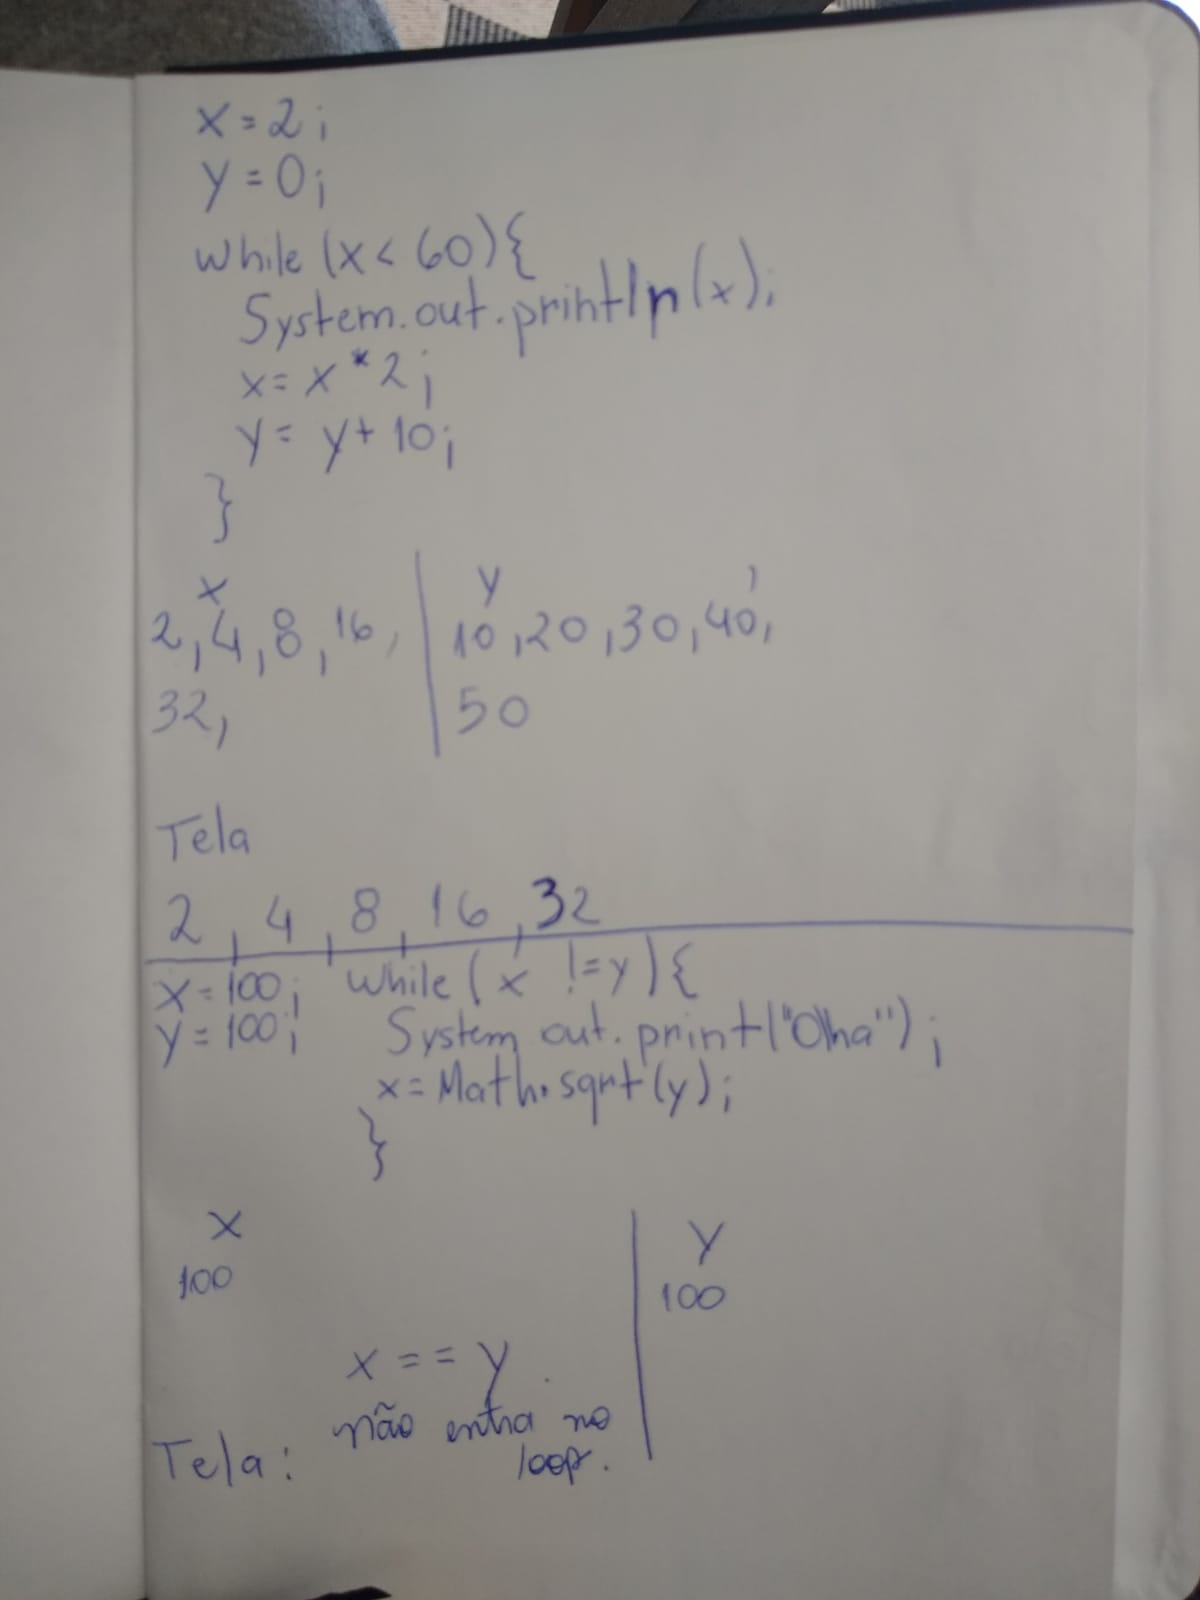 x=2;
y=0;
while (x < 60){
System.out.println(x);
x= x*2;
y= y+ 10;
}
x | y
2,4,8,16, | 10,20,30,40,
32, | 50
Tela
2, 4, 8, 16, 32
x=100; while (x !=y){
y=100; System out.print("Olha");
x=Math.sqrt(y);
}
x | y
100 | 100
x == y.
não entra no
Tela: loop.